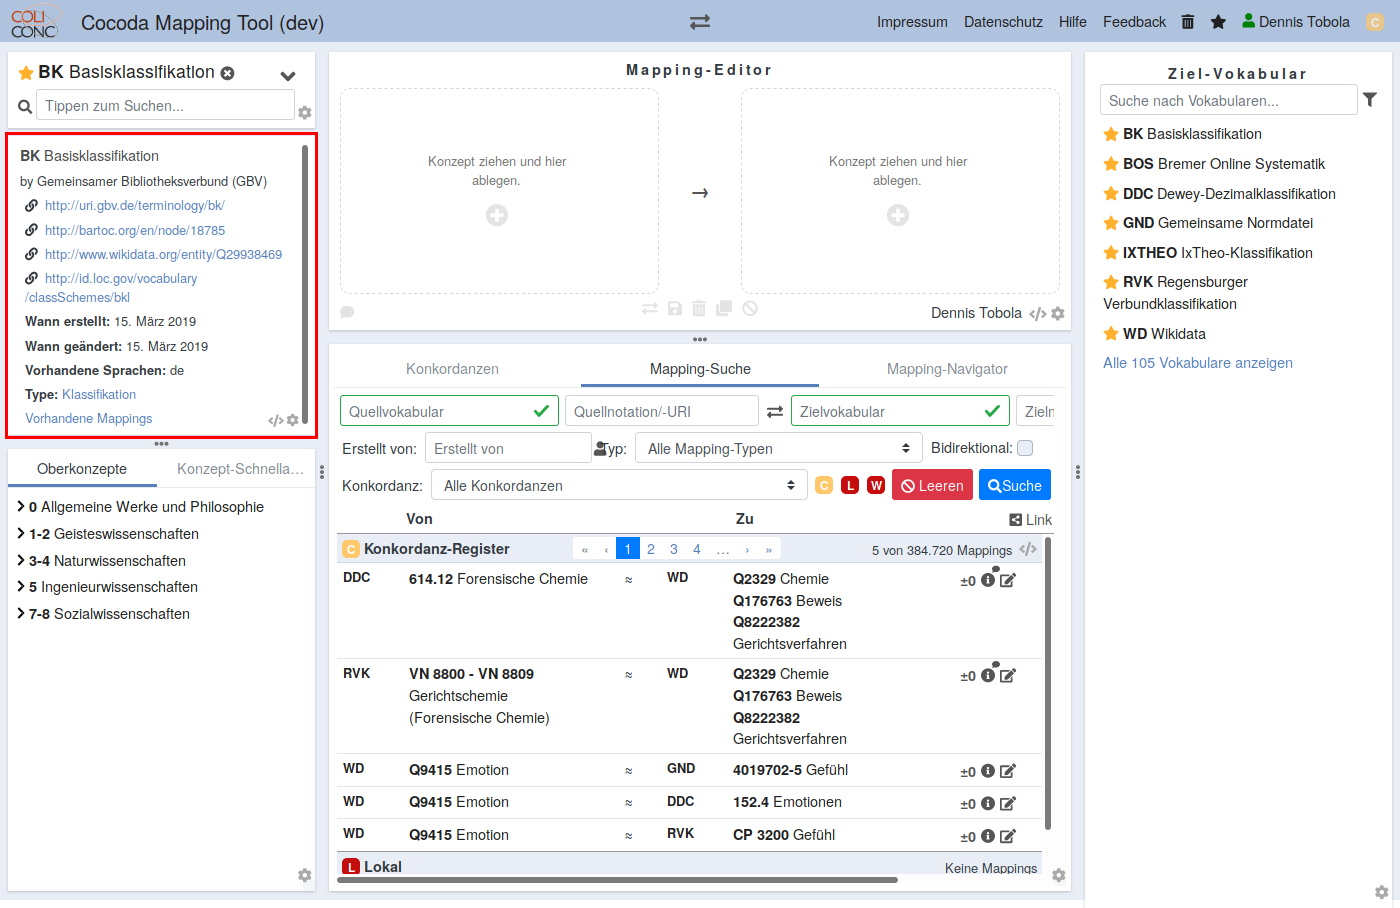 COLI
CONC
Cocoda Mapping Tool (dev)
Impressum Datenschutz Hilfe Feedback Dennis Tobola C
BK Basisklassifikation
Tippen zum Suchen...
BK Basisklassifikation
by Gemeinsamer Bibliotheksverbund (GBV)
http://uri.gbv.de/terminology/bk/
http://bartoc.org/en/node/18785
http://www.wikidata.org/entity/Q29938469
http://id.loc.gov/vocabulary
/classSchemes/bkl
Wann erstellt: 15. März 2019
Wann geändert: 15. März 2019
Vorhandene Sprachen: de
Type: Klassifikation
Vorhandene Mappings </>
Oberkonzepte Konzept-Schnella…
0 Allgemeine Werke und Philosophie
1-2 Geisteswissenschaften
3-4 Naturwissenschaften
5 Ingenieurwissenschaften
7-8 Sozialwissenschaften
Mapping-Editor
Konzept ziehen und hier
ablegen.
→
Konzept ziehen und hier
ablegen.
Dennis Tobola </>
Konkordanzen Mapping-Suche Mapping-Navigator
Quellvokabular Quellnotation/-URI Zielvokabular Zieln
Erstellt von: Erstellt von Typ: Alle Mapping-Typen Bidirektional:
Konkordanz: Alle Konkordanzen C L W Leeren Suche
Von Zu Link
C Konkordanz-Register « ‹ 1 2 3 4 … › » 5 von 384.720 Mappings </>
DDC 614.12 Forensische Chemie ≈ WD Q2329 Chemie ±0
Q176763 Beweis
Q8222382
Gerichtsverfahren
RVK VN 8800 - VN 8809 ≈ WD Q2329 Chemie ±0
Gerichtschemie Q176763 Beweis
(Forensische Chemie) Q8222382
Gerichtsverfahren
WD Q9415 Emotion ≈ GND 4019702-5 Gefühl ±0
WD Q9415 Emotion ≈ DDC 152.4 Emotionen ±0
WD Q9415 Emotion ≈ RVK CP 3200 Gefühl ±0
L Lokal Keine Mappings
Ziel-Vokabular
Suche nach Vokabularen...
BK Basisklassifikation
BOS Bremer Online Systematik
DDC Dewey-Dezimalklassifikation
GND Gemeinsame Normdatei
IXTHEO IxTheo-Klassifikation
RVK Regensburger
Verbundklassifikation
WD Wikidata
Alle 105 Vokabulare anzeigen